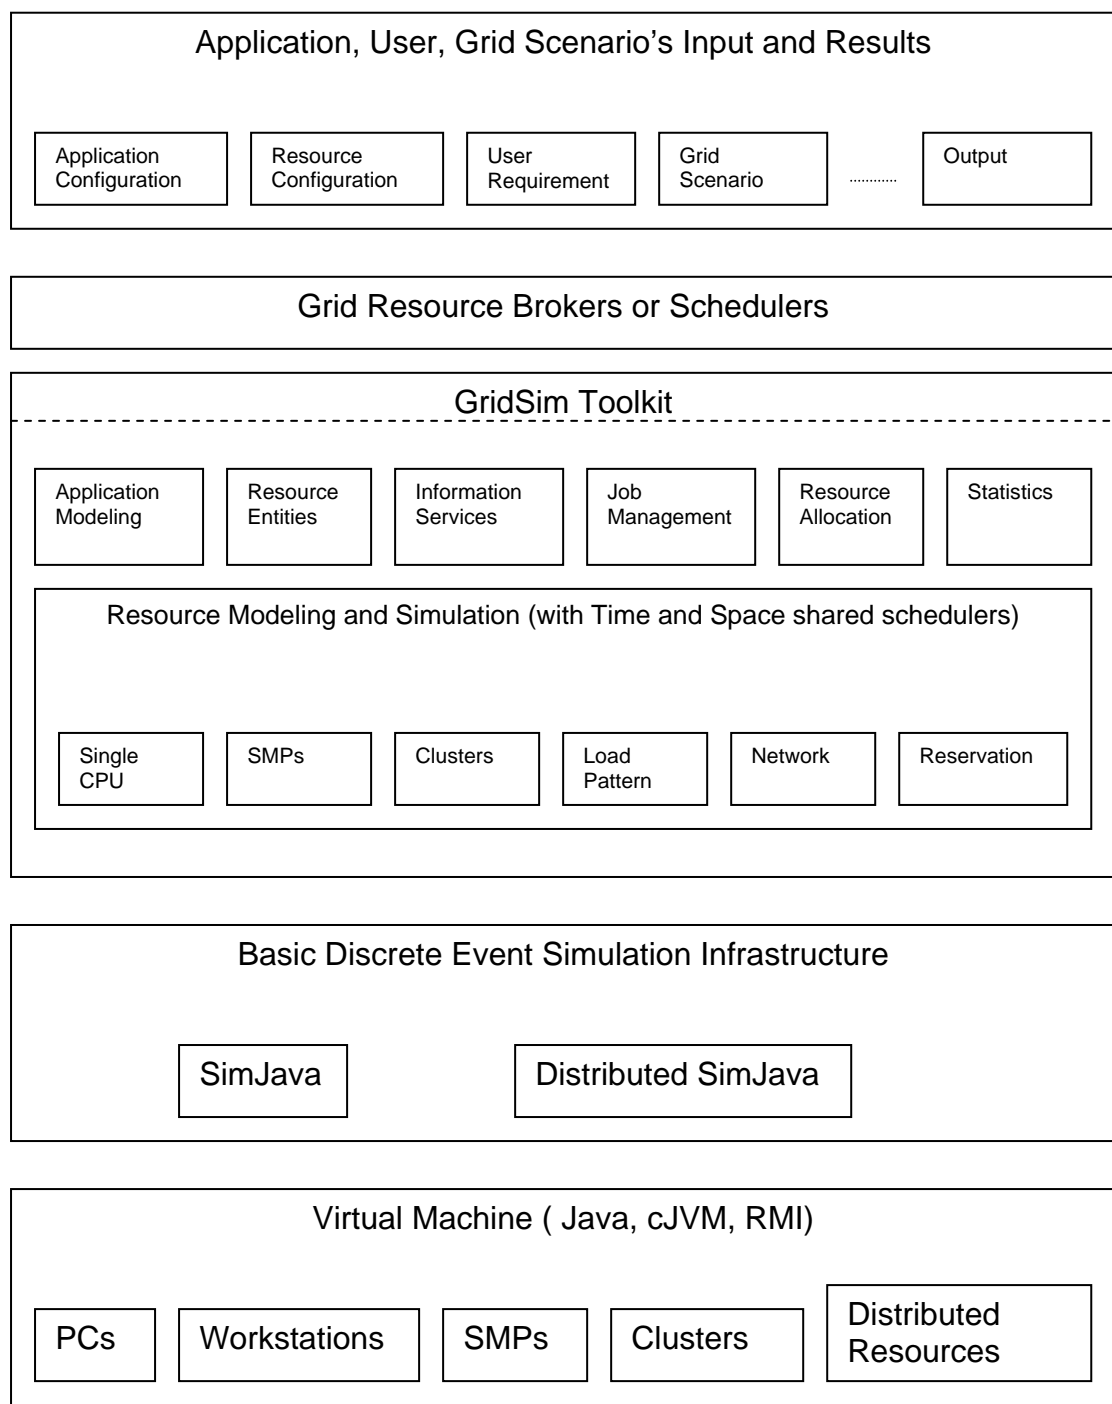 Application, User, Grid Scenario's Input and Results
Application
Configuration
Resource
Configuration
User
Requirement
Grid
Scenario
............
Output
Grid Resource Brokers or Schedulers
GridSim Toolkit
Application
Modeling
Resource
Entities
Information
Services
Job
Management
Resource
Allocation
Statistics
Resource Modeling and Simulation (with Time and Space shared schedulers)
Single
CPU
SMPs
Clusters
Load
Pattern
Network
Reservation
Basic Discrete Event Simulation Infrastructure
SimJava
Distributed SimJava
Virtual Machine ( Java, cJVM, RMI)
PCs
Workstations
SMPs
Clusters
Distributed
Resources